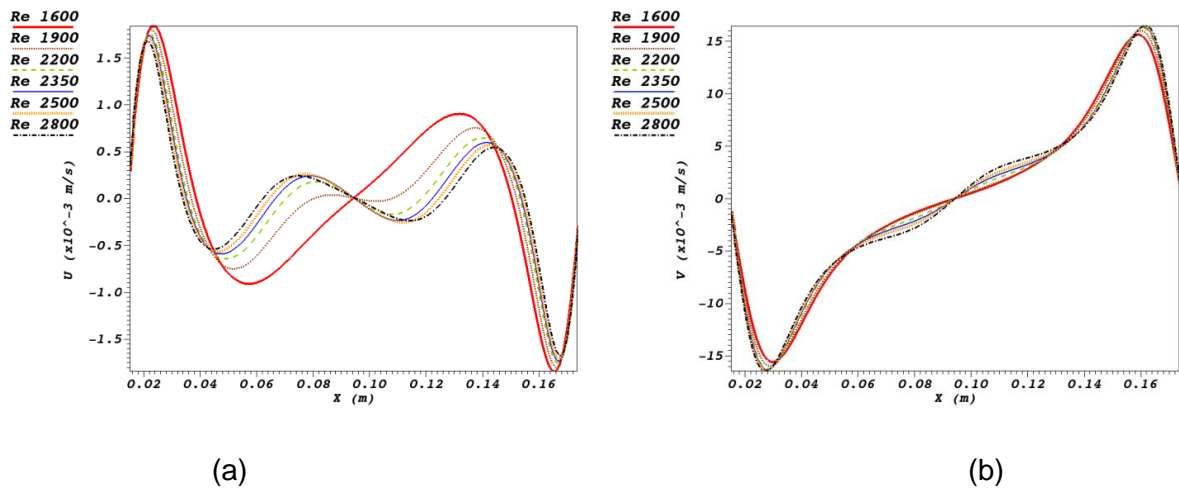 Re 1600
Re 1900
Re 2200
Re 2350
Re 2500
Re 2800
1.5
1.0
0.5
0.0
-0.5
-1.0
-1.5
U (x10^-3 m/s)
0.02 0.04 0.06 0.08 0.10 0.12 0.14 0.16
X (m)
(a)
Re 1600
Re 1900
Re 2200
Re 2350
Re 2500
Re 2800
15
10
5
0
-5
-10
-15
V (x10^-3 m/s)
0.02 0.04 0.06 0.08 0.10 0.12 0.14 0.16
X (m)
(b)